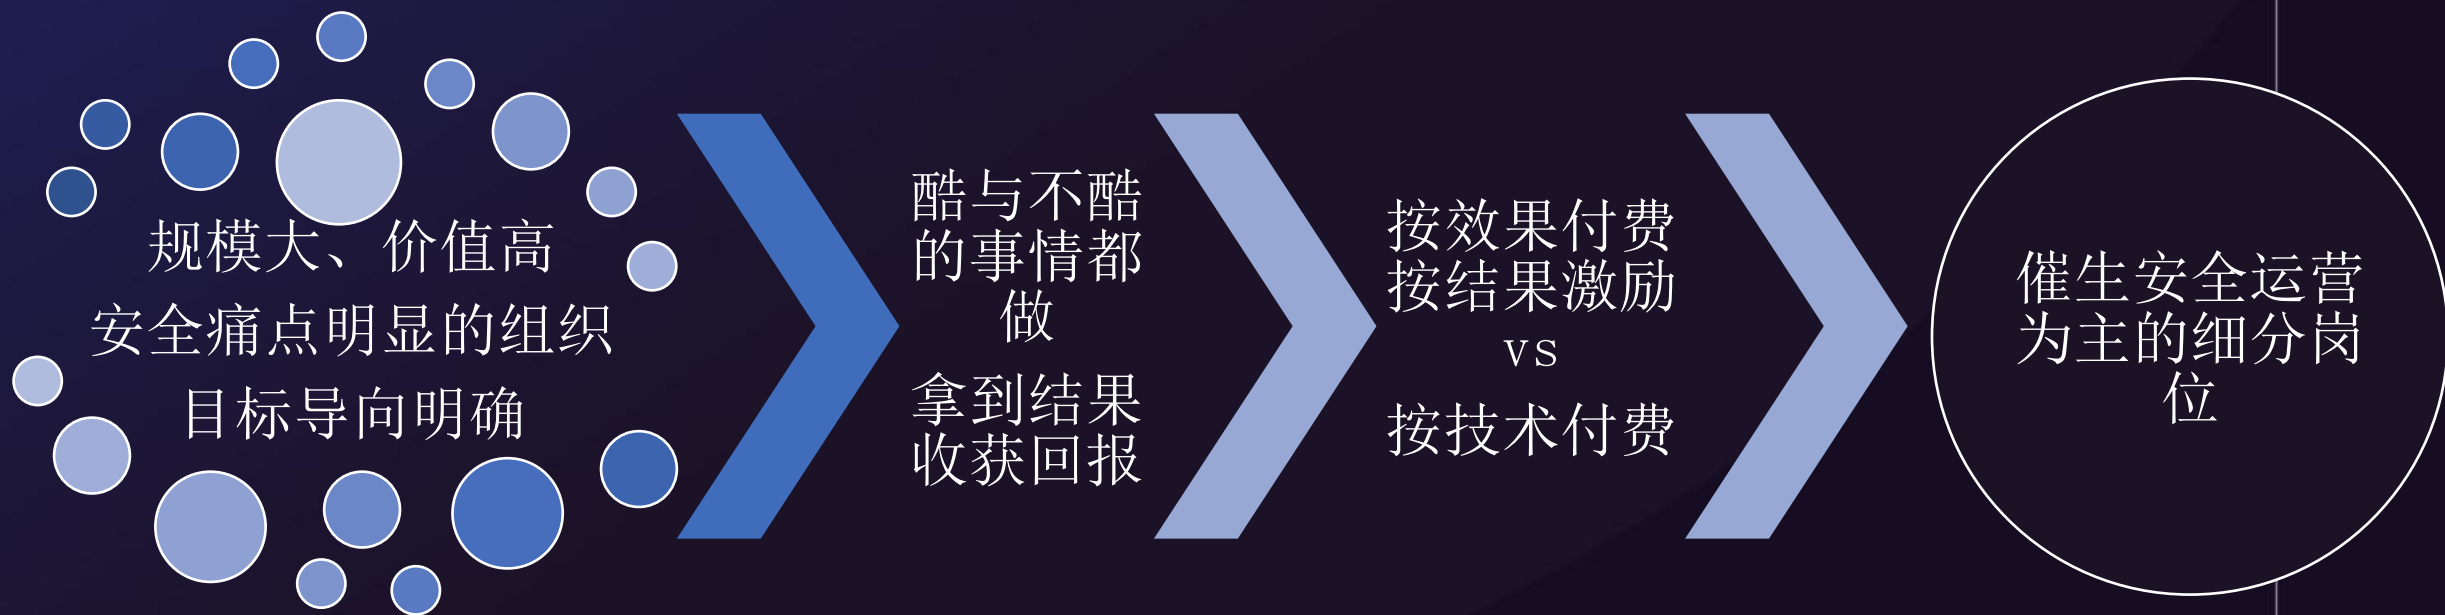 规模大、价值高
安全痛点明显的组织
目标导向明确
酷与不酷
的事情都
做
拿到结果
收获回报
按效果付费
按结果激励
vs
按技术付费
催生安全运营
为主的细分岗
位